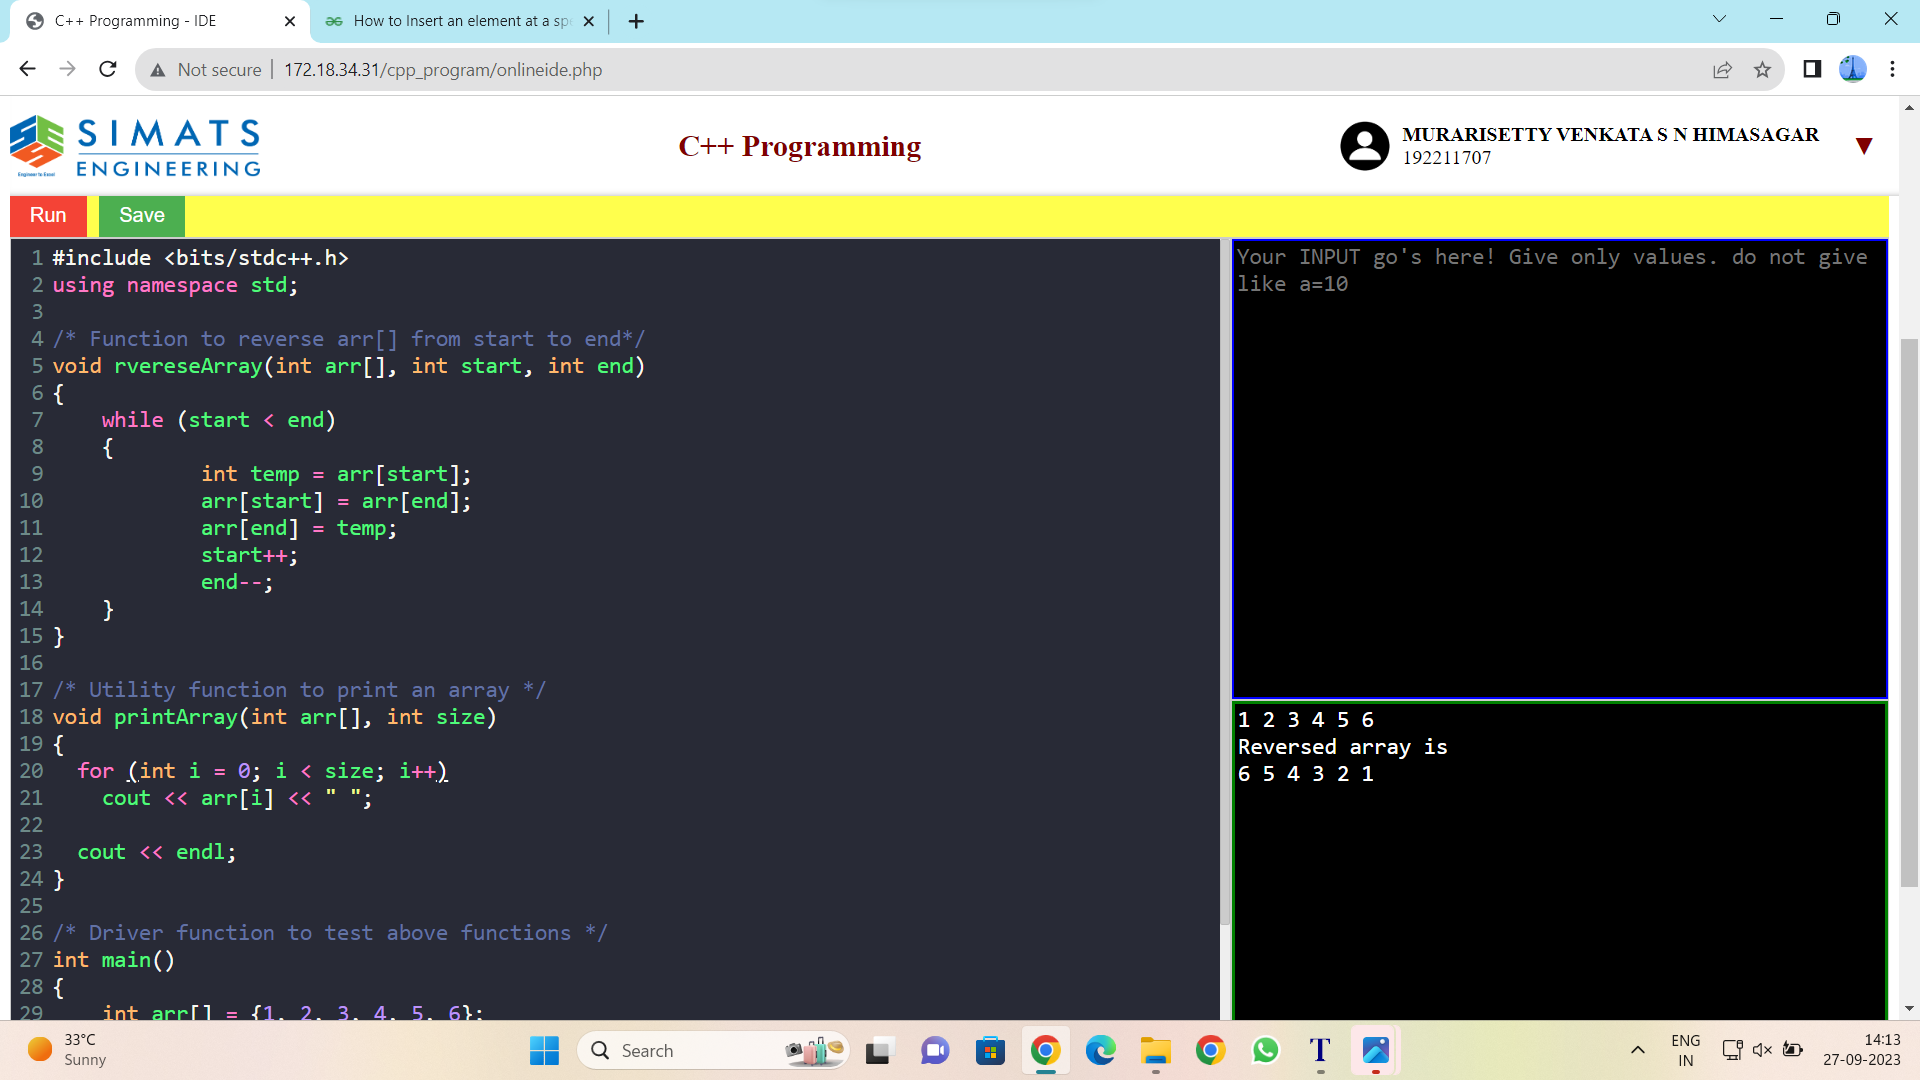 C++ Programming - IDE
How to Insert an element at a sp
Not secure
172.18.34.31/cpp_program/onlineide.php
SIMATS
ENGINEERING
Engineer to Excel
C++ Programming
MURARISETTY VENKATA S N HIMASAGAR
192211707
Run
Save
1 #include <bits/stdc++.h>
2 using namespace std;
3
4 /* Function to reverse arr[] from start to end*/
5 void rvereseArray(int arr[], int start, int end)
6 {
7     while (start < end)
8     {
9             int temp = arr[start];
10             arr[start] = arr[end];
11             arr[end] = temp;
12             start++;
13             end--;
14     }
15 }
16
17 /* Utility function to print an array */
18 void printArray(int arr[], int size)
19 {
20   for (int i = 0; i < size; i++)
21     cout << arr[i] << " ";
22
23   cout << endl;
24 }
25
26 /* Driver function to test above functions */
27 int main()
28 {
29     int arr[] = {1, 2, 3, 4, 5, 6};
Your INPUT go's here! Give only values. do not give
like a=10
1 2 3 4 5 6
Reversed array is
6 5 4 3 2 1
33°C
Sunny
Search
T
ENG
IN
14:13
27-09-2023